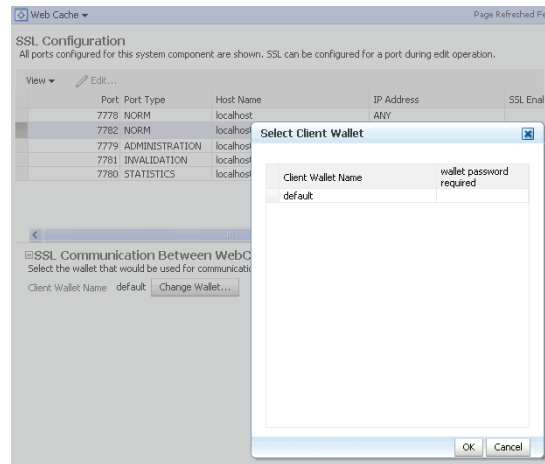 Web Cache
Page Refreshed Fe
SSL Configuration
All ports configured for this system component are shown. SSL can be configured for a port during edit operation.
View Edit...
Port Port Type Host Name IP Address SSL Enal
7778 NORM localhost ANY
7782 NORM localhost
7779 ADMINISTRATION localhost
7781 INVALIDATION localhost
7780 STATISTICS localhost
Select Client Wallet
Client Wallet Name wallet password required
default
SSL Communication Between WebC
Select the wallet that would be used for communicatio
Client Wallet Name default Change Wallet...
OK Cancel